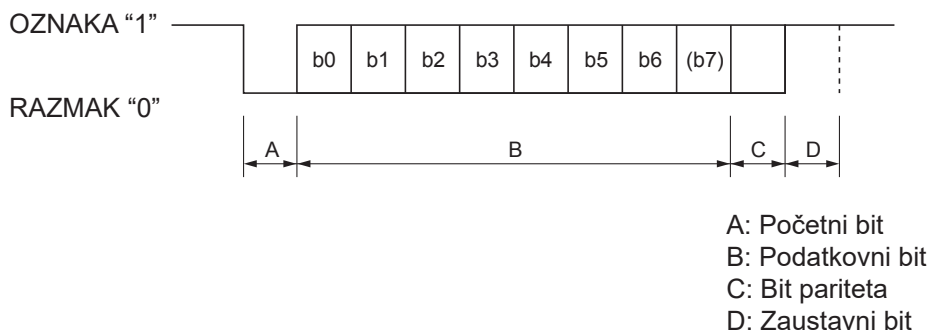 OZNAKA “1”
b0 b1 b2 b3 b4 b5 b6 (b7)
RAZMAK “0”
A B C D
A: Početni bit
B: Podatkovni bit
C: Bit pariteta
D: Zaustavni bit